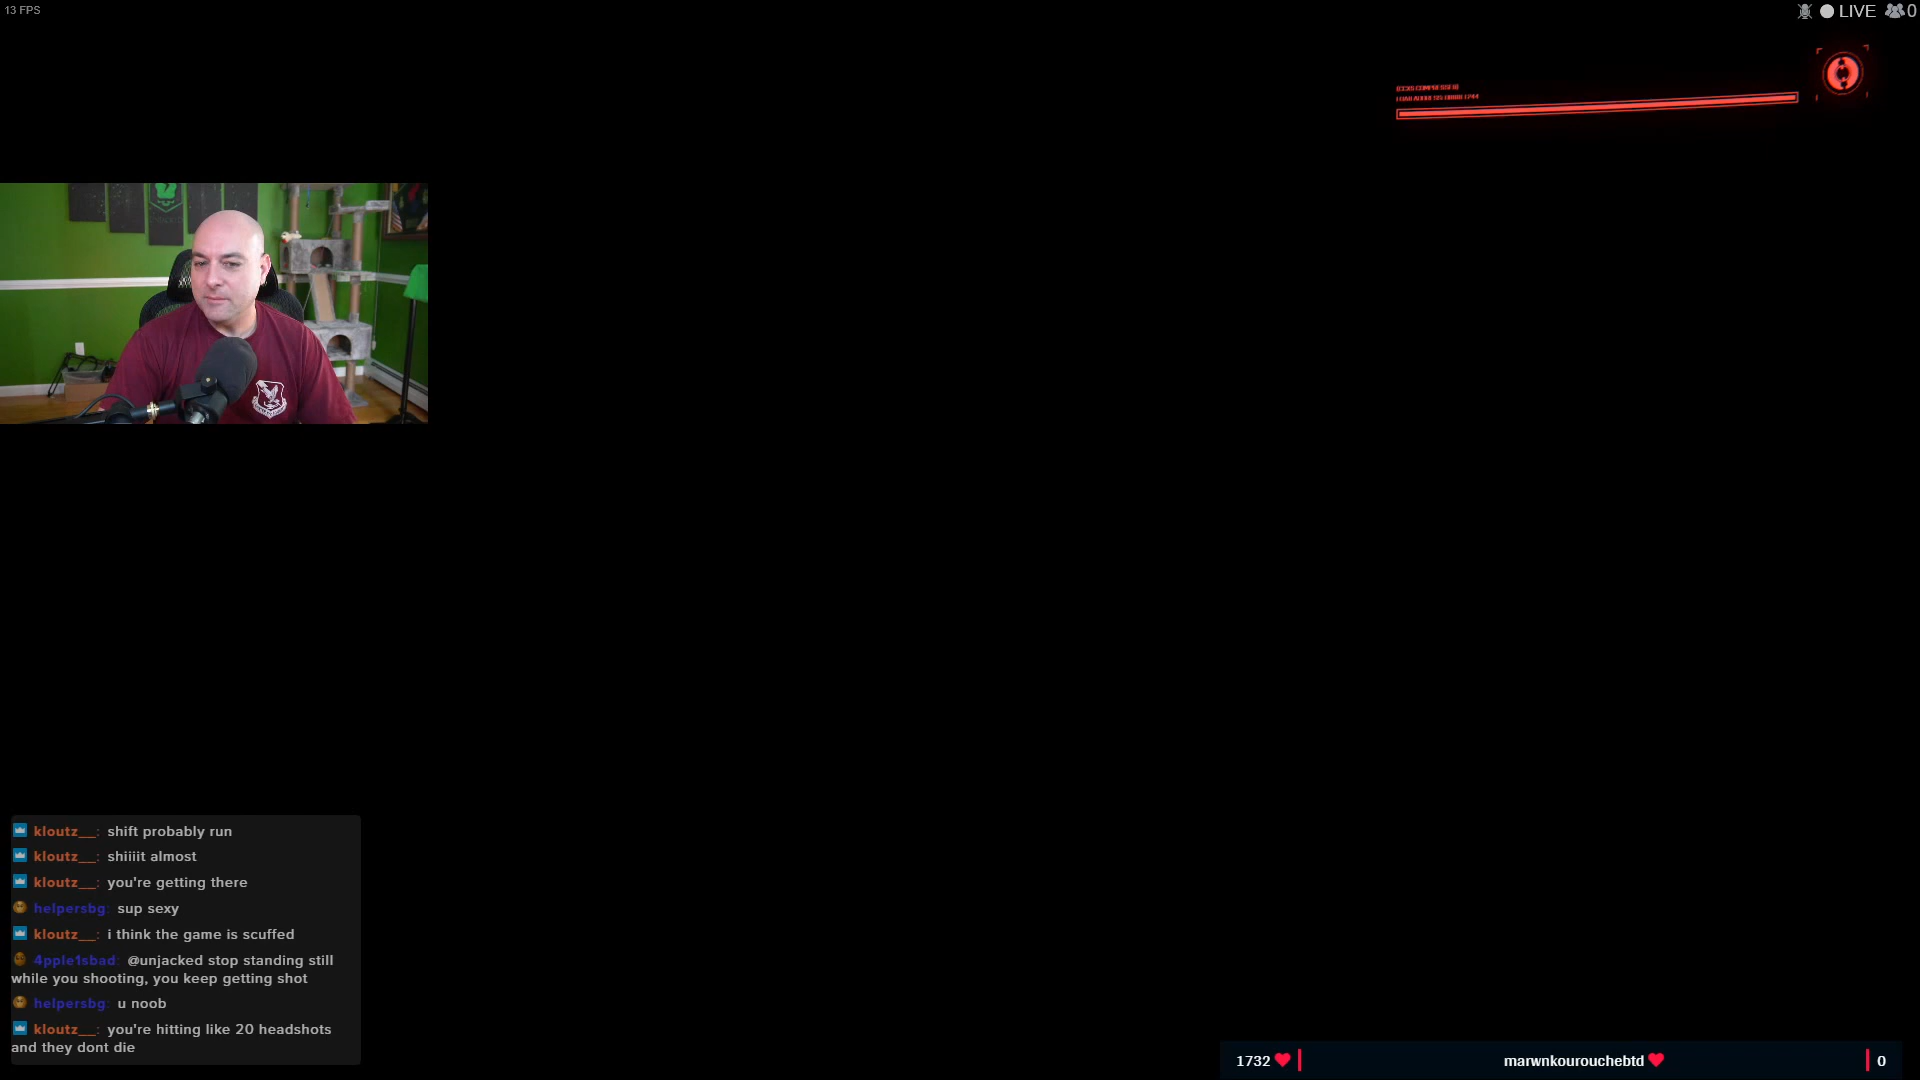 13 FPS
LIVE 0
kloutz__: shift probably run
kloutz__: shiiiit almost
kloutz__: you're getting there
helpersbg: sup sexy
kloutz__: i think the game is scuffed
4pple1sbad: @unjacked stop standing still
while you shooting, you keep getting shot
helpersbg: u noob
kloutz__: you're hitting like 20 headshots
and they dont die
1732 marwnkourouchebtd 0